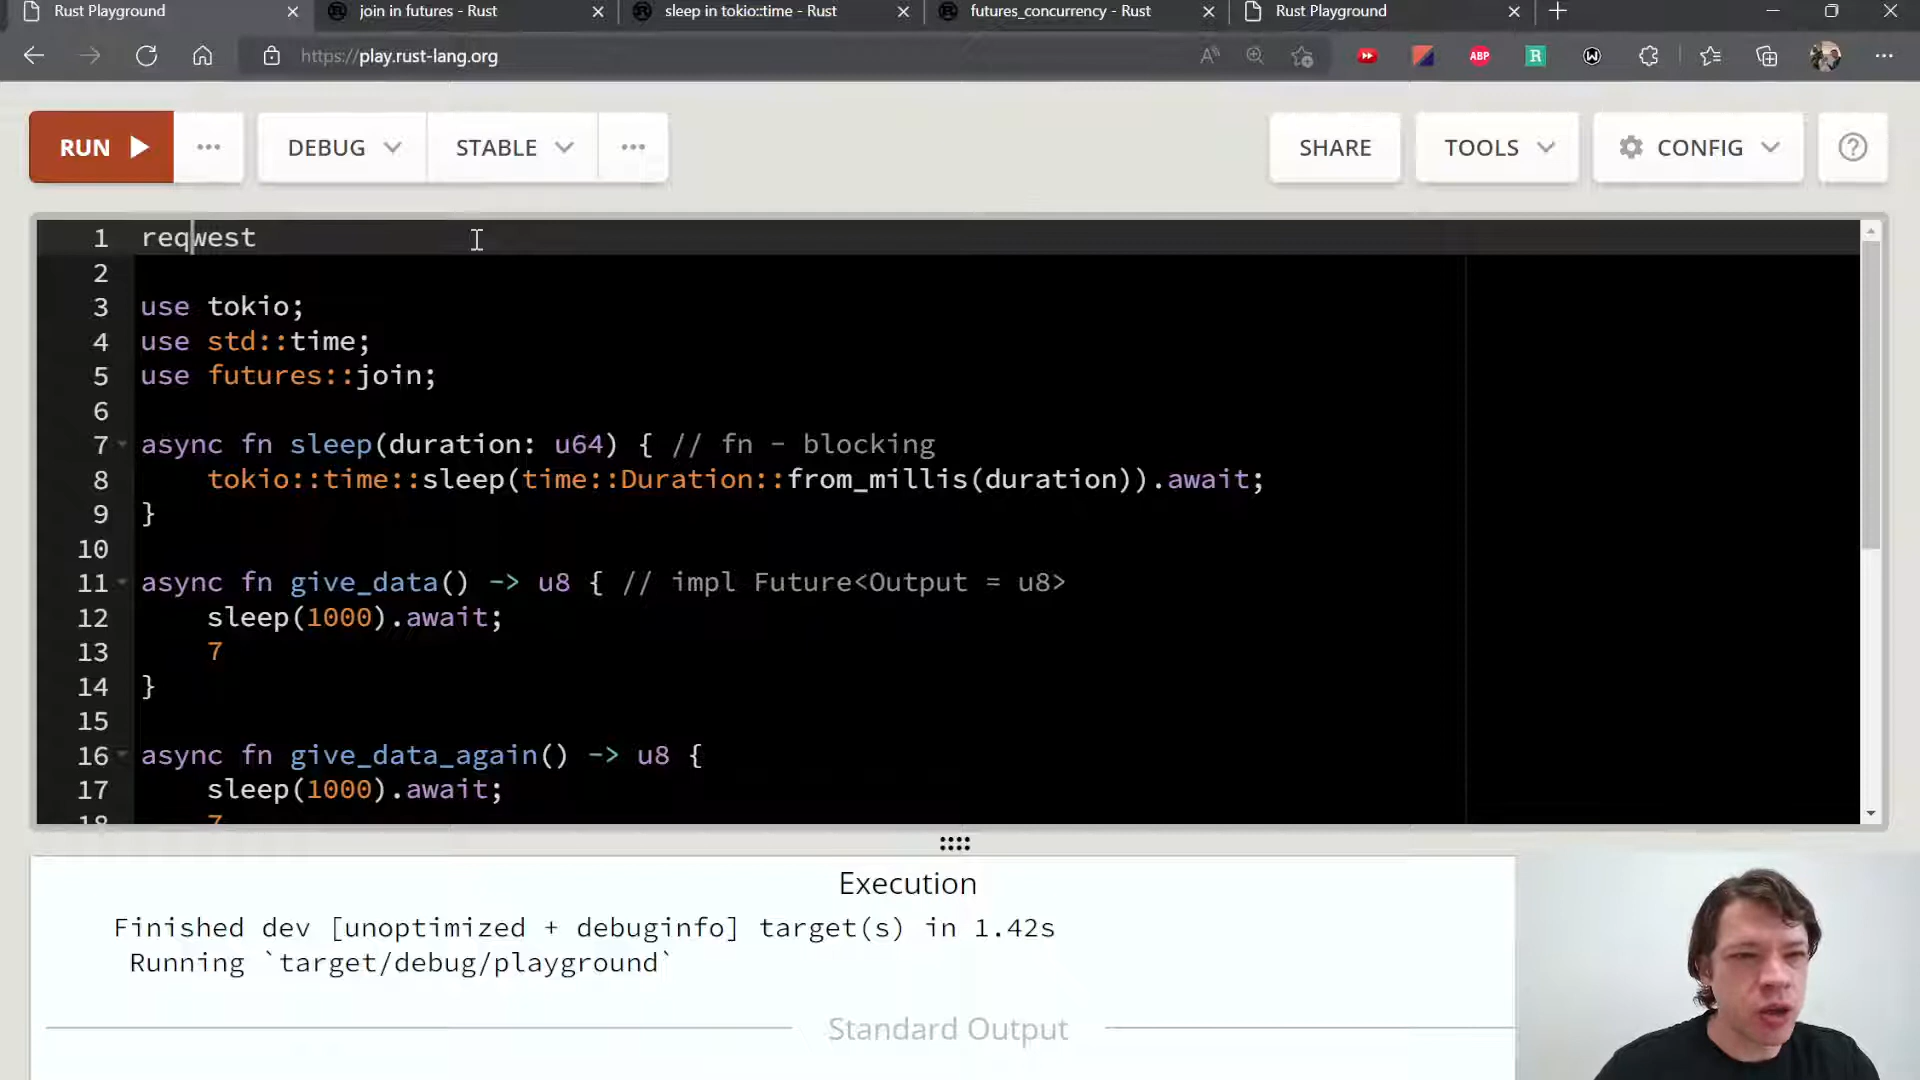 Rust Playground
join in futures - Rust
sleep in tokio::time - Rust
futures_concurrency - Rust
Rust Playground
https://play.rust-lang.org
A
ABP
R
W
RUN
DEBUG
STABLE
SHARE
TOOLS
CONFIG
?
1 reqwest
2
3 use tokio;
4 use std::time;
5 use futures::join;
6
7 async fn sleep(duration: u64) { // fn - blocking
8 tokio::time::sleep(time::Duration::from_millis(duration)).await;
9 }
10
11 async fn give_data() -> u8 { // impl Future<Output = u8>
12 sleep(1000).await;
13 7
14 }
15
16 async fn give_data_again() -> u8 {
17 sleep(1000).await;
18 7
Execution
Finished dev [unoptimized + debuginfo] target(s) in 1.42s
Running `target/debug/playground`
Standard Output